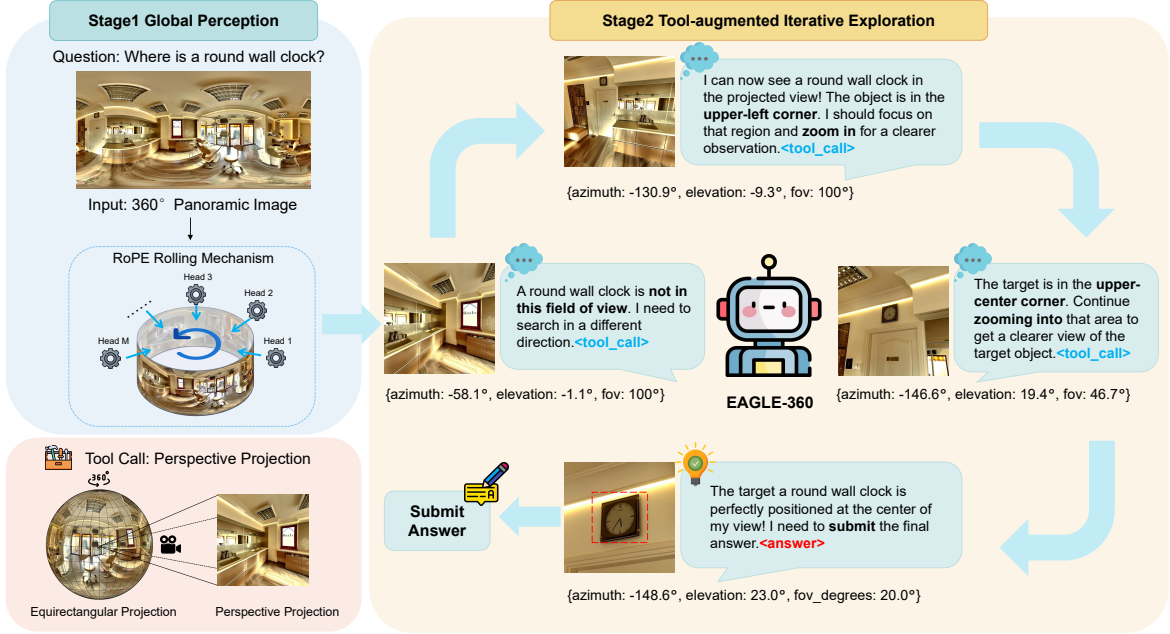 Stage1 Global Perception
Question: Where is a round wall clock?
Input: 360° Panoramic Image
RoPE Rolling Mechanism
Head 3
Head 2
Head M
Head 1
Tool Call: Perspective Projection
360°
Equirectangular Projection
Perspective Projection
Stage2 Tool-augmented Iterative Exploration
I can now see a round wall clock in
the projected view! The object is in the
upper-left corner. I should focus on
that region and zoom in for a clearer
observation.<tool_call>
{azimuth: -130.9°, elevation: -9.3°, fov: 100°}
A round wall clock is not in
this field of view. I need to
search in a different
direction.<tool_call>
{azimuth: -58.1°, elevation: -1.1°, fov: 100°}
EAGLE-360
The target is in the upper-
center corner. Continue
zooming into that area to
get a clearer view of the
target object.<tool_call>
{azimuth: -146.6°, elevation: 19.4°, fov: 46.7°}
The target a round wall clock is
perfectly positioned at the center of
my view! I need to submit the final
answer.<answer>
{azimuth: -148.6°, elevation: 23.0°, fov_degrees: 20.0°}
A
Submit
Answer